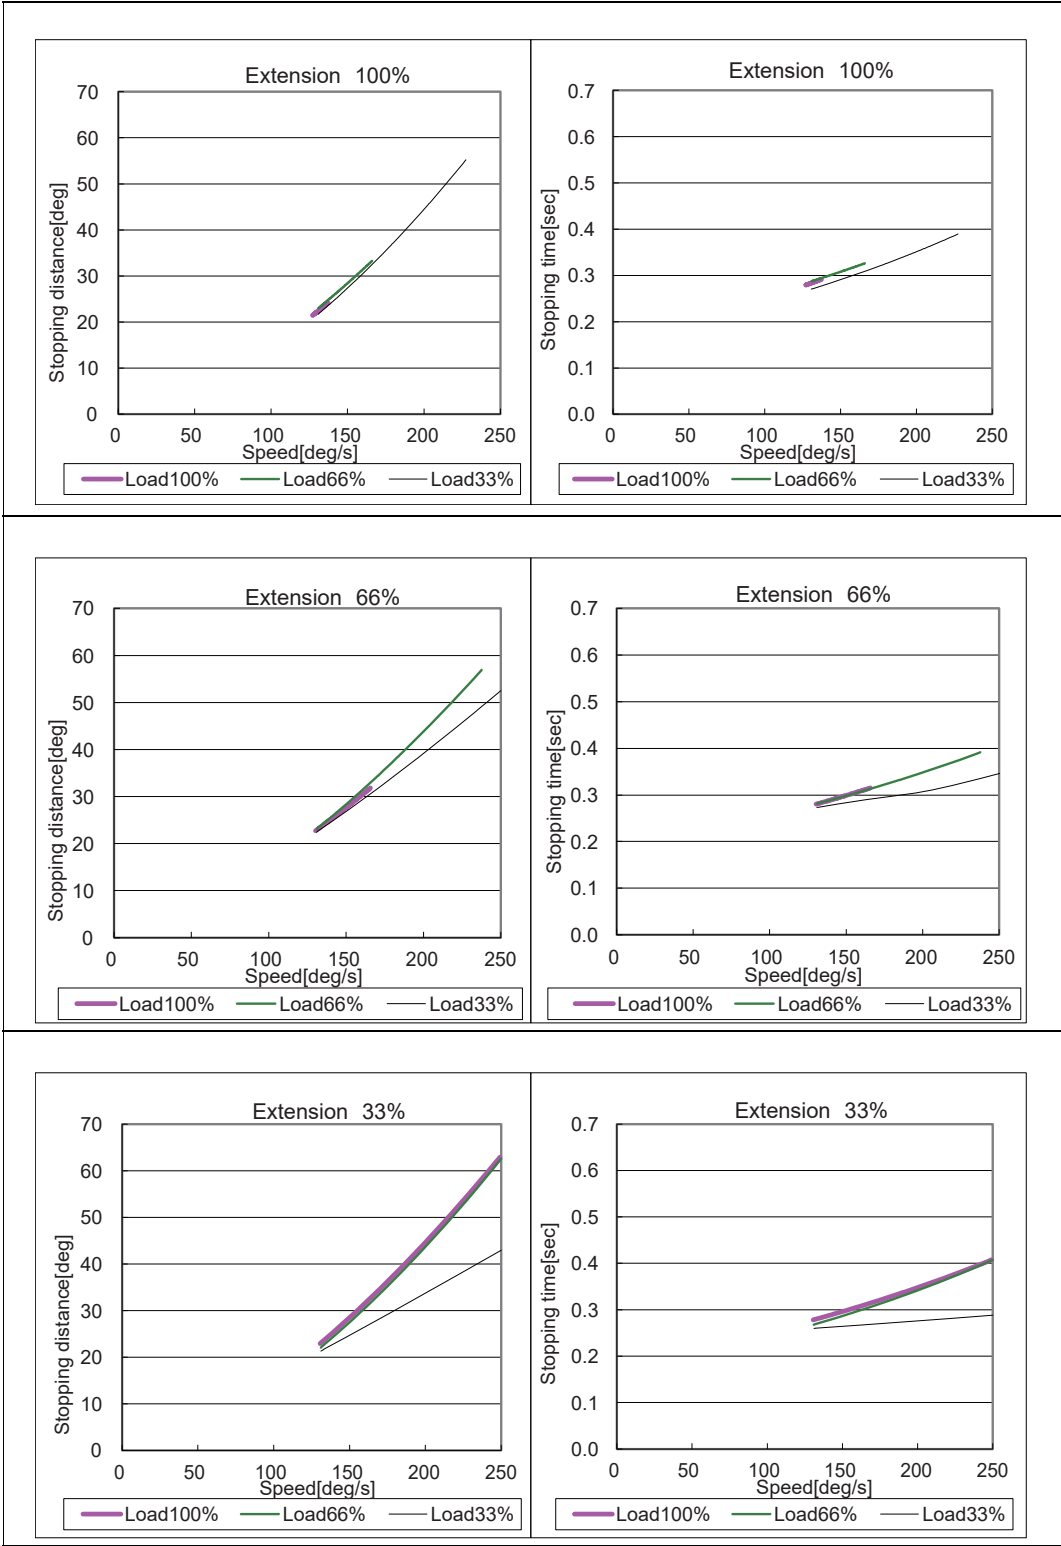 Extension 100%
70
60
50
40
30
20
10
0
Stopping distance[deg]
0 50 100 150 200 250
Speed[deg/s]
Load100% Load66% Load33%
Extension 100%
0.7
0.6
0.5
0.4
0.3
0.2
0.1
0.0
Stopping time[sec]
0 50 100 150 200 250
Speed[deg/s]
Load100% Load66% Load33%
Extension 66%
70
60
50
40
30
20
10
0
Stopping distance[deg]
0 50 100 150 200 250
Speed[deg/s]
Load100% Load66% Load33%
Extension 66%
0.7
0.6
0.5
0.4
0.3
0.2
0.1
0.0
Stopping time[sec]
0 50 100 150 200 250
Speed[deg/s]
Load100% Load66% Load33%
Extension 33%
70
60
50
40
30
20
10
0
Stopping distance[deg]
0 50 100 150 200 250
Speed[deg/s]
Load100% Load66% Load33%
Extension 33%
0.7
0.6
0.5
0.4
0.3
0.2
0.1
0.0
Stopping time[sec]
0 50 100 150 200 250
Speed[deg/s]
Load100% Load66% Load33%